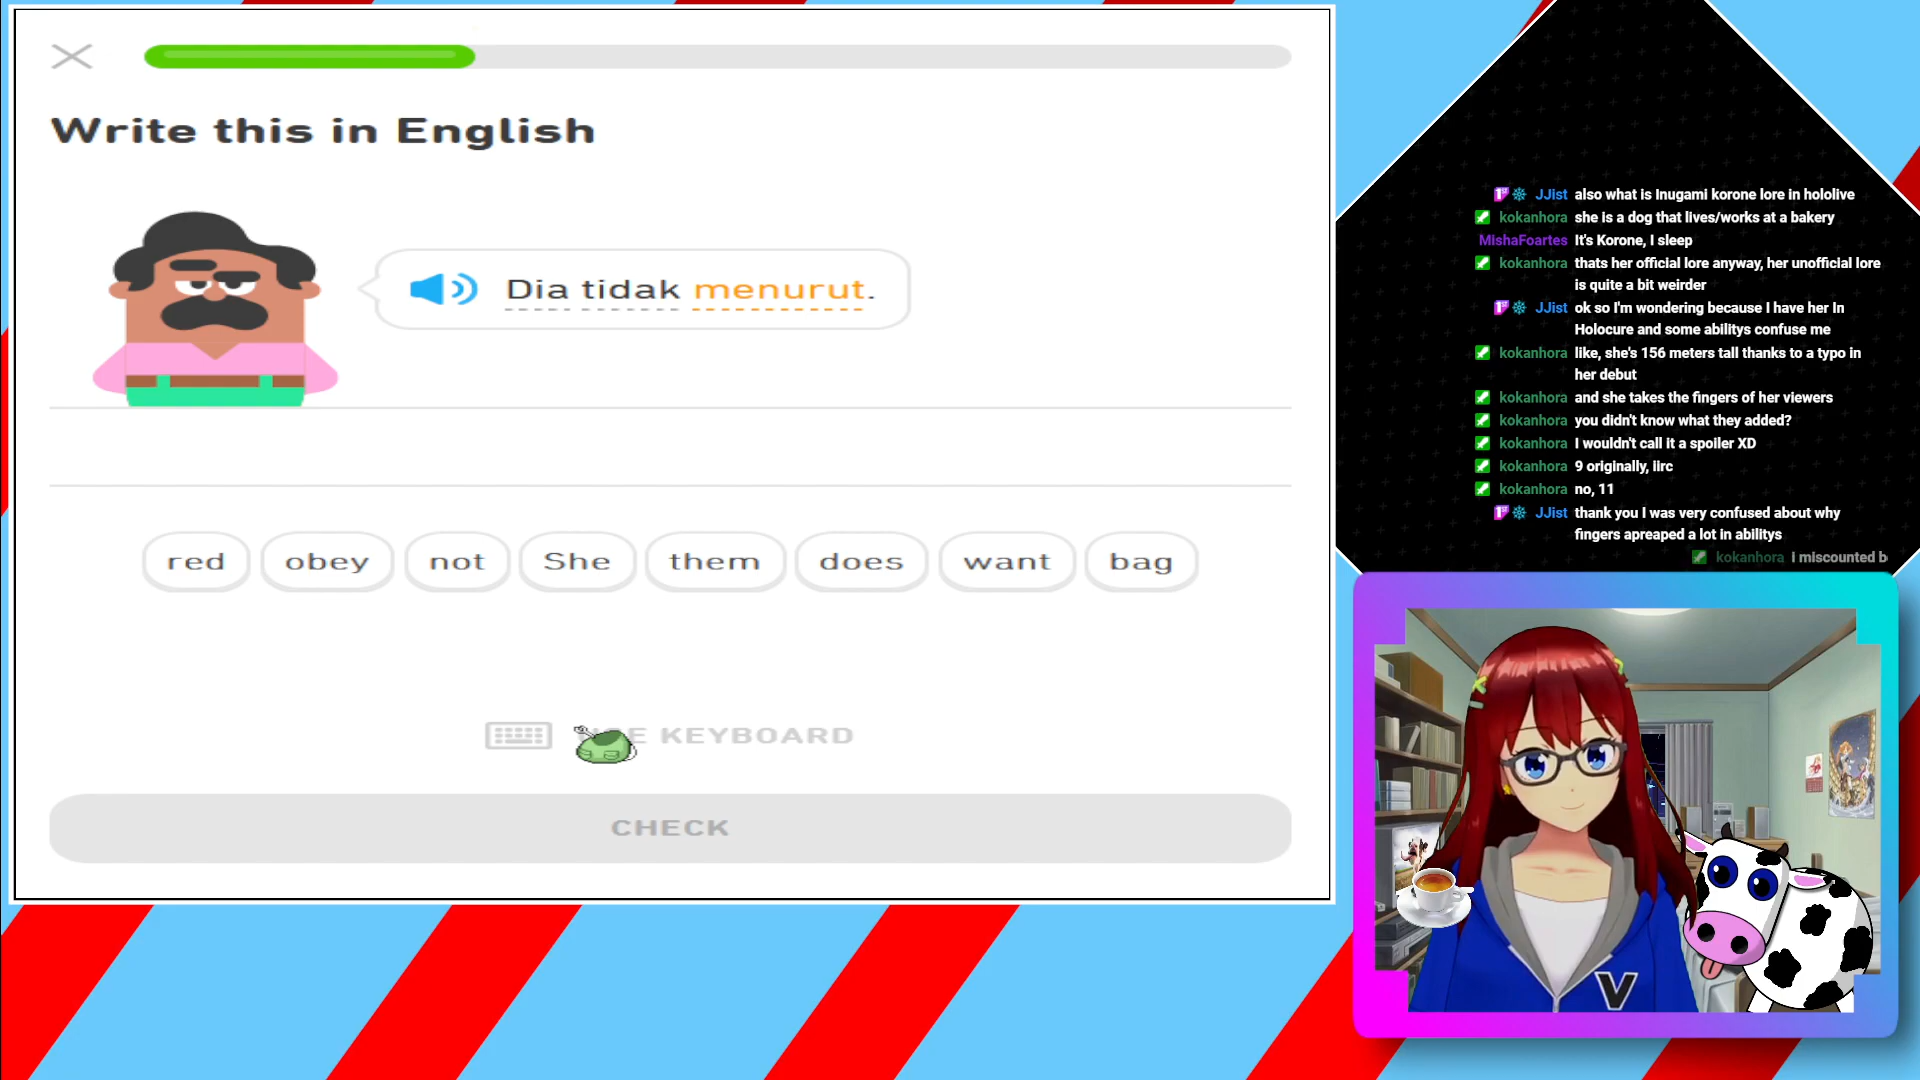 Write this in English
Dia tidak menurut.
red obey not She them does want bag
KEYBOARD
CHECK
JJist also what is Inugami korone lore in hololive
kokanhora she is a dog that lives/works at a bakery
MishaFoartes It's Korone, I sleep
kokanhora thats her official lore anyway, her unofficial lore
is quite a bit weirder
JJist ok so I'm wondering because I have her In
Holocure and some abilitys confuse me
kokanhora like, she's 156 meters tall thanks to a typo in
her debut
kokanhora and she takes the fingers of her viewers
kokanhora you didn't know what they added?
kokanhora I wouldn't call it a spoiler XD
kokanhora 9 originally, iirc
kokanhora no, 11
JJist thank you I was very confused about why
fingers apreaped a lot in abilitys
kokanhora i miscounted b
V